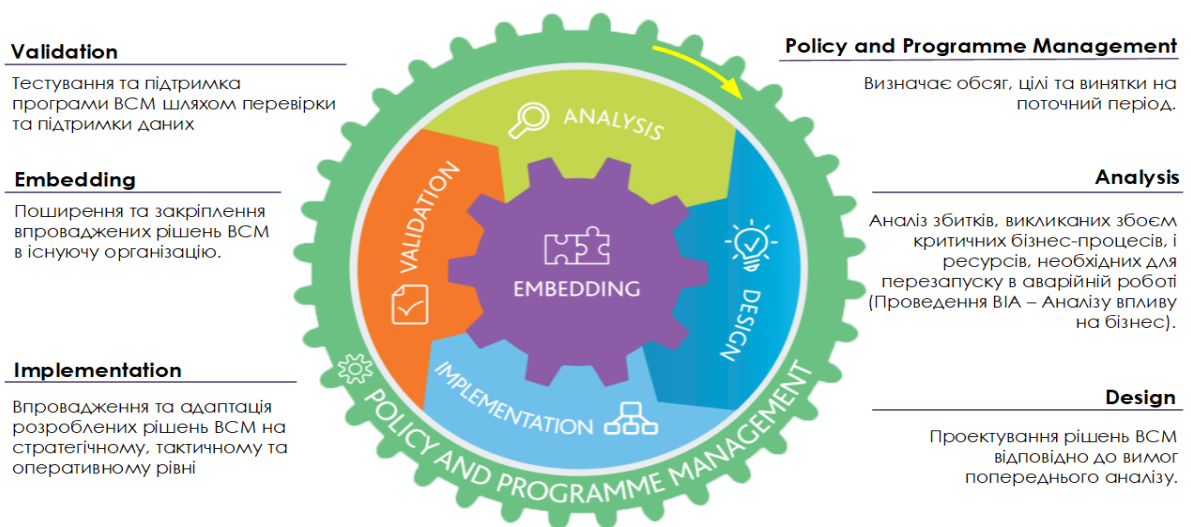 Validation
Тестування та підтримка
програми BCM шляхом перевірки
та підтримки даних
Embedding
Поширення та закріплення
впроваджених рішень BCM
в існуючу організацію.
Implementation
Впровадження та адаптація
розроблених рішень BCM на
стратегічному, тактичному та
оперативному рівні
ANALYSIS
VALIDATION
EMBEDDING
DESIGN
IMPLEMENTATION
POLICY AND PROGRAMME MANAGEMENT
Policy and Programme Management
Визначає обсяг, цілі та винятки на
поточний період.
Analysis
Аналіз збитків, викликаних збоєм
критичних бізнес-процесів, і
ресурсів, необхідних для
перезапуску в аварійній роботі
(Проведення BIA – Аналізу впливу
на бізнес).
Design
Проектування рішень BCM
відповідно до вимог
попереднього аналізу.